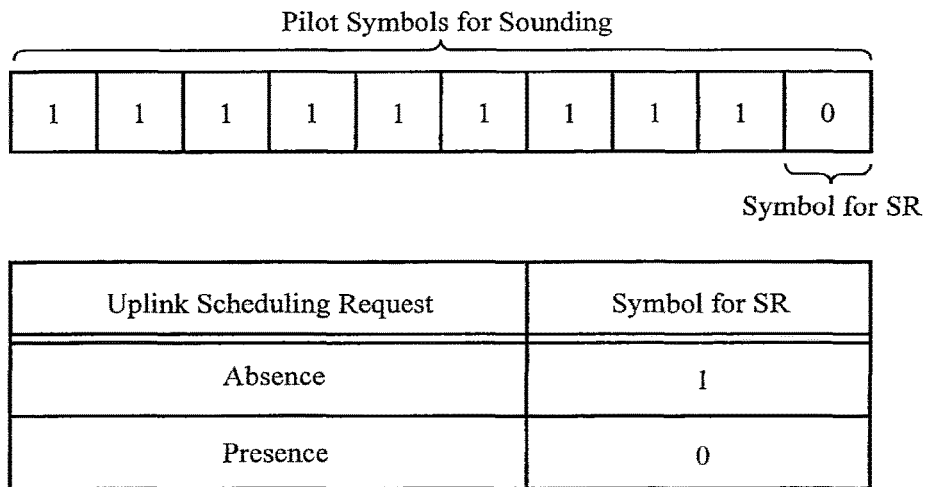 Pilot Symbols for Sounding
1 1 1 1 1 1 1 1 1 0
Symbol for SR
Uplink Scheduling Request Symbol for SR
Absence 1
Presence 0